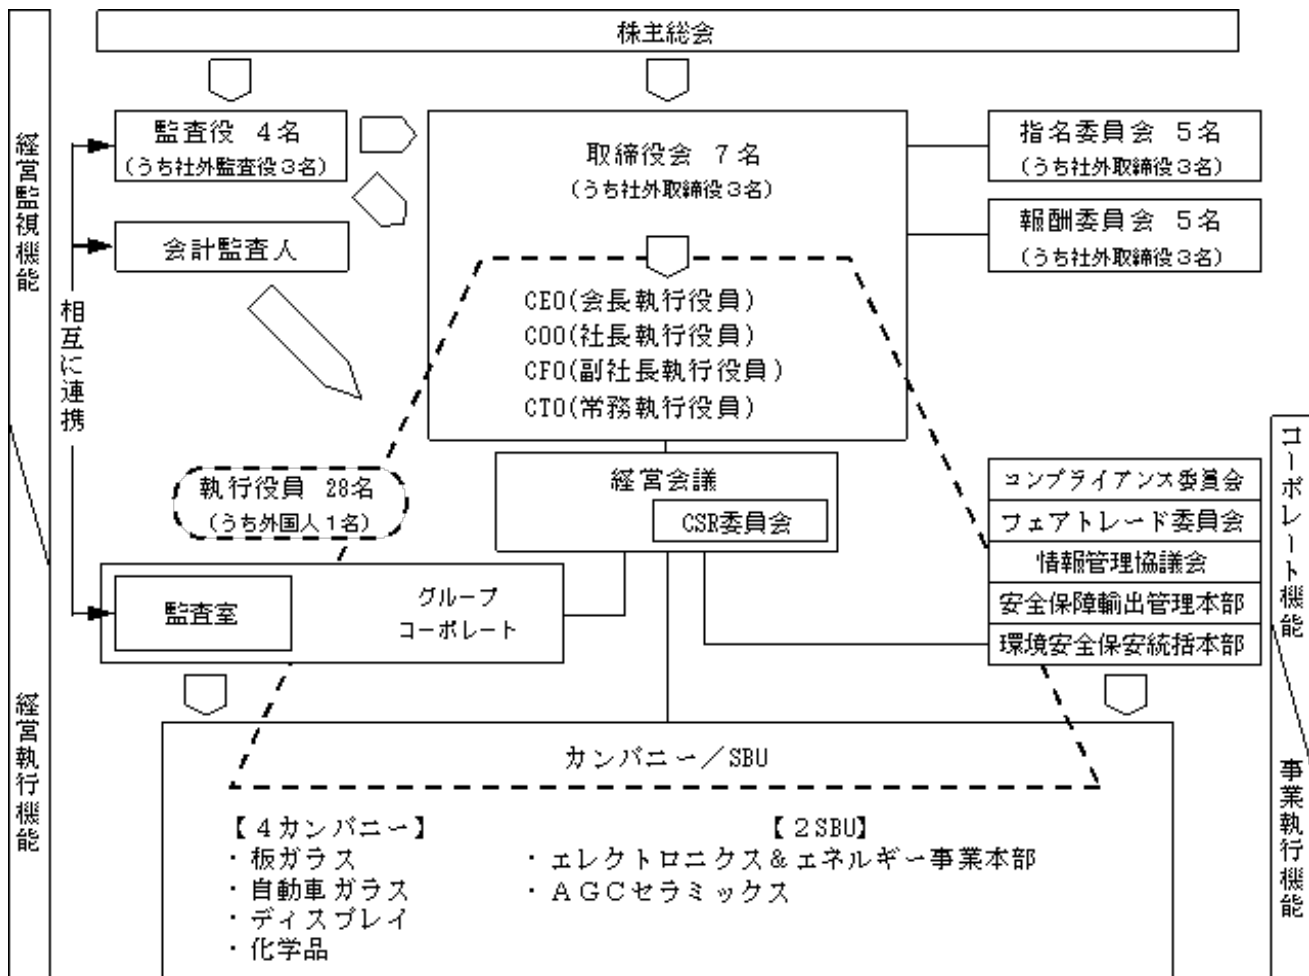 株主総会
経営監視機能
監査役 4名
(うち社外監査役3名)
取締役会 7名
(うち社外取締役3名)
指名委員会 5名
(うち社外取締役3名)
会計監査人
報酬委員会 5名
(うち社外取締役3名)
相互に連携
CEO(会長執行役員)
COO(社長執行役員)
CFO(副社長執行役員)
CTO(常務執行役員)
執行役員 28名
(うち外国人1名)
経営会議
CSR委員会
コンプライアンス委員会
フェアトレード委員会
情報管理協議会
安全保障輸出管理本部
環境安全保安統括本部
コーポレート機能
監査室
グループ
コーポレート
経営執行機能
カンパニー/SBU
事業執行機能
【4カンパニー】
・板ガラス
・自動車ガラス
・ディスプレイ
・化学品
【2SBU】
・エレクトロニクス&エネルギー事業本部
・AGCセラミックス